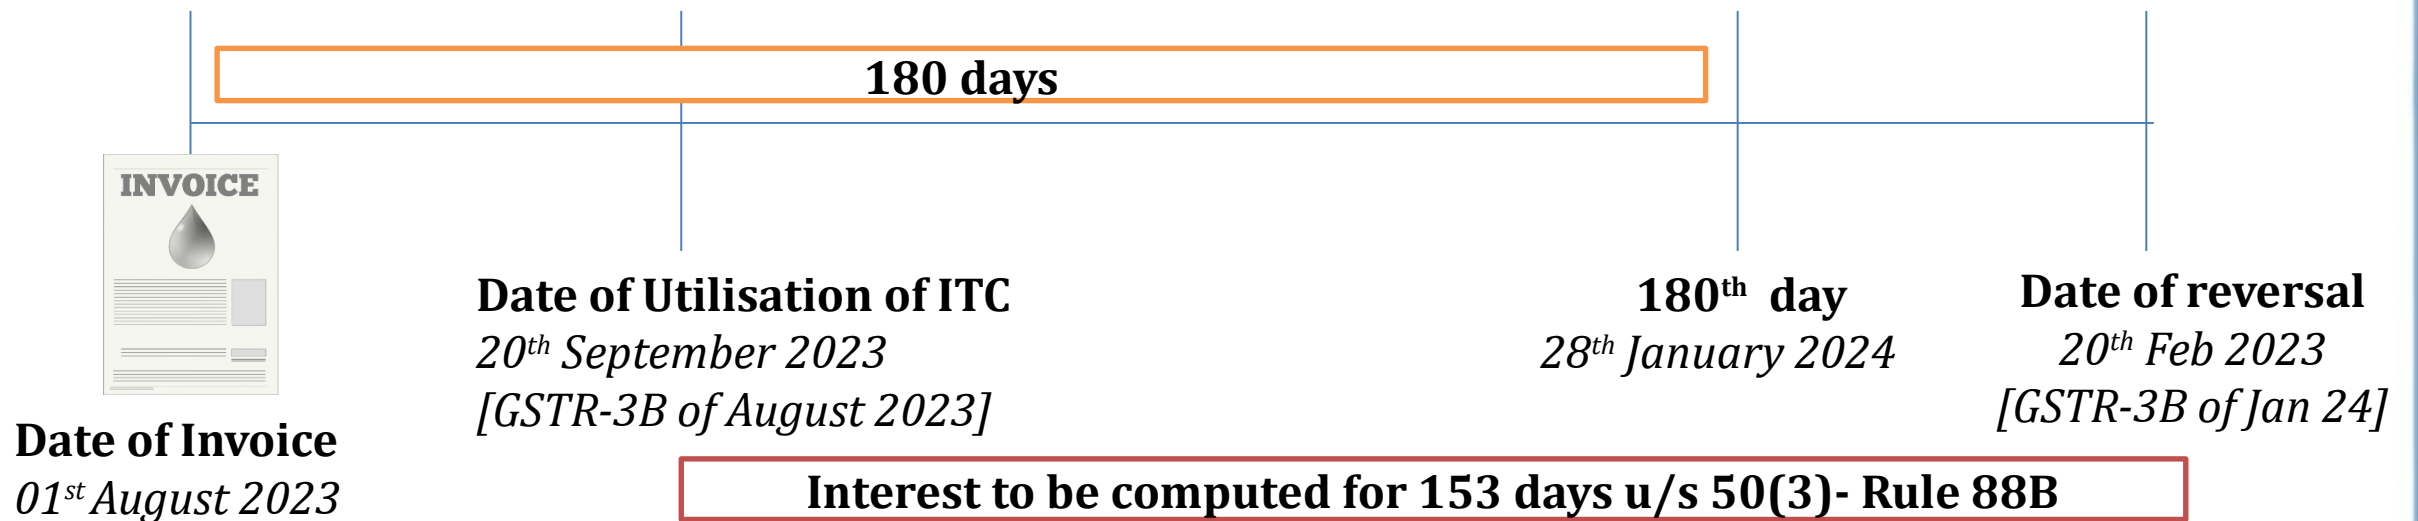 180 days
INVOICE
Date of Invoice
01st August 2023
Date of Utilisation of ITC
20th September 2023
[GSTR-3B of August 2023]
180th day
28th January 2024
Date of reversal
20th Feb 2023
[GSTR-3B of Jan 24]
Interest to be computed for 153 days u/s 50(3)- Rule 88B